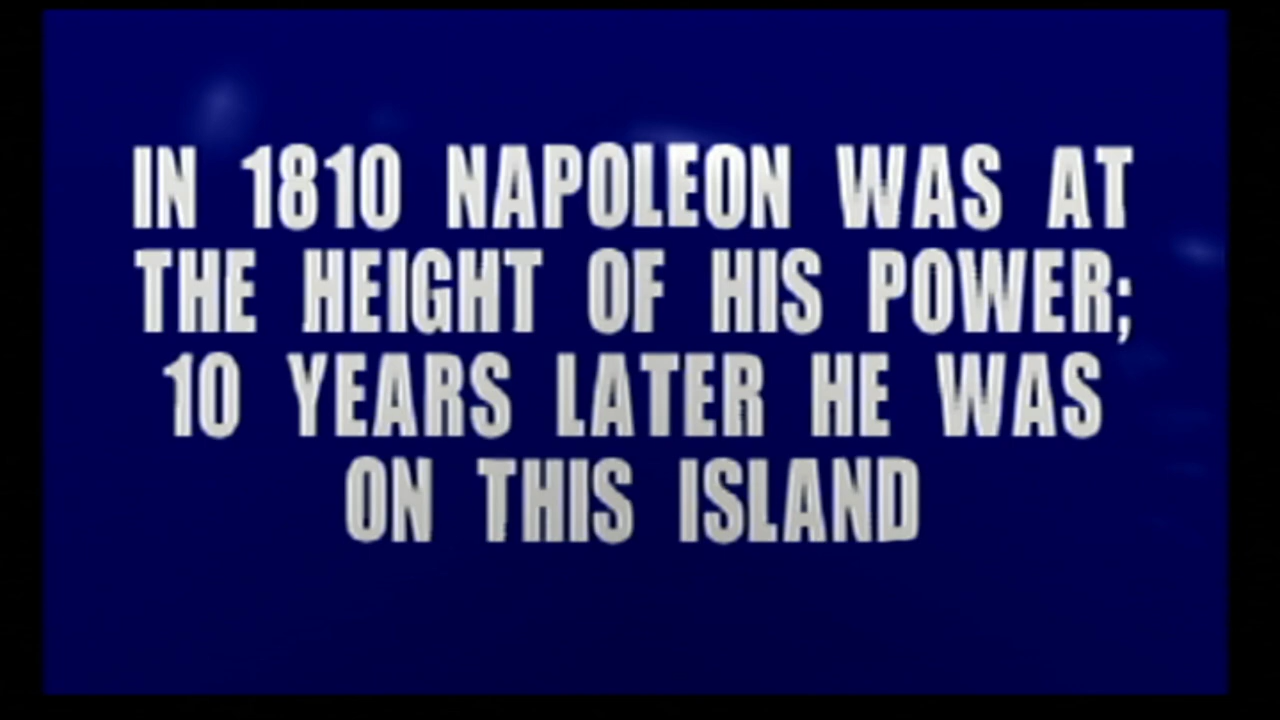 IN 1810 NAPOLEON WAS AT
THE HEIGHT OF HIS POWER;
10 YEARS LATER HE WAS
ON THIS ISLAND